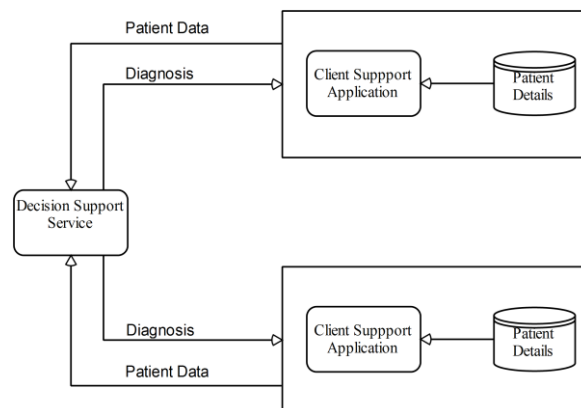 Patient Data
Diagnosis
Client Suppport
Application
Patient
Details
Decision Support
Service
Diagnosis
Patient Data
Client Suppport
Application
Patient
Details